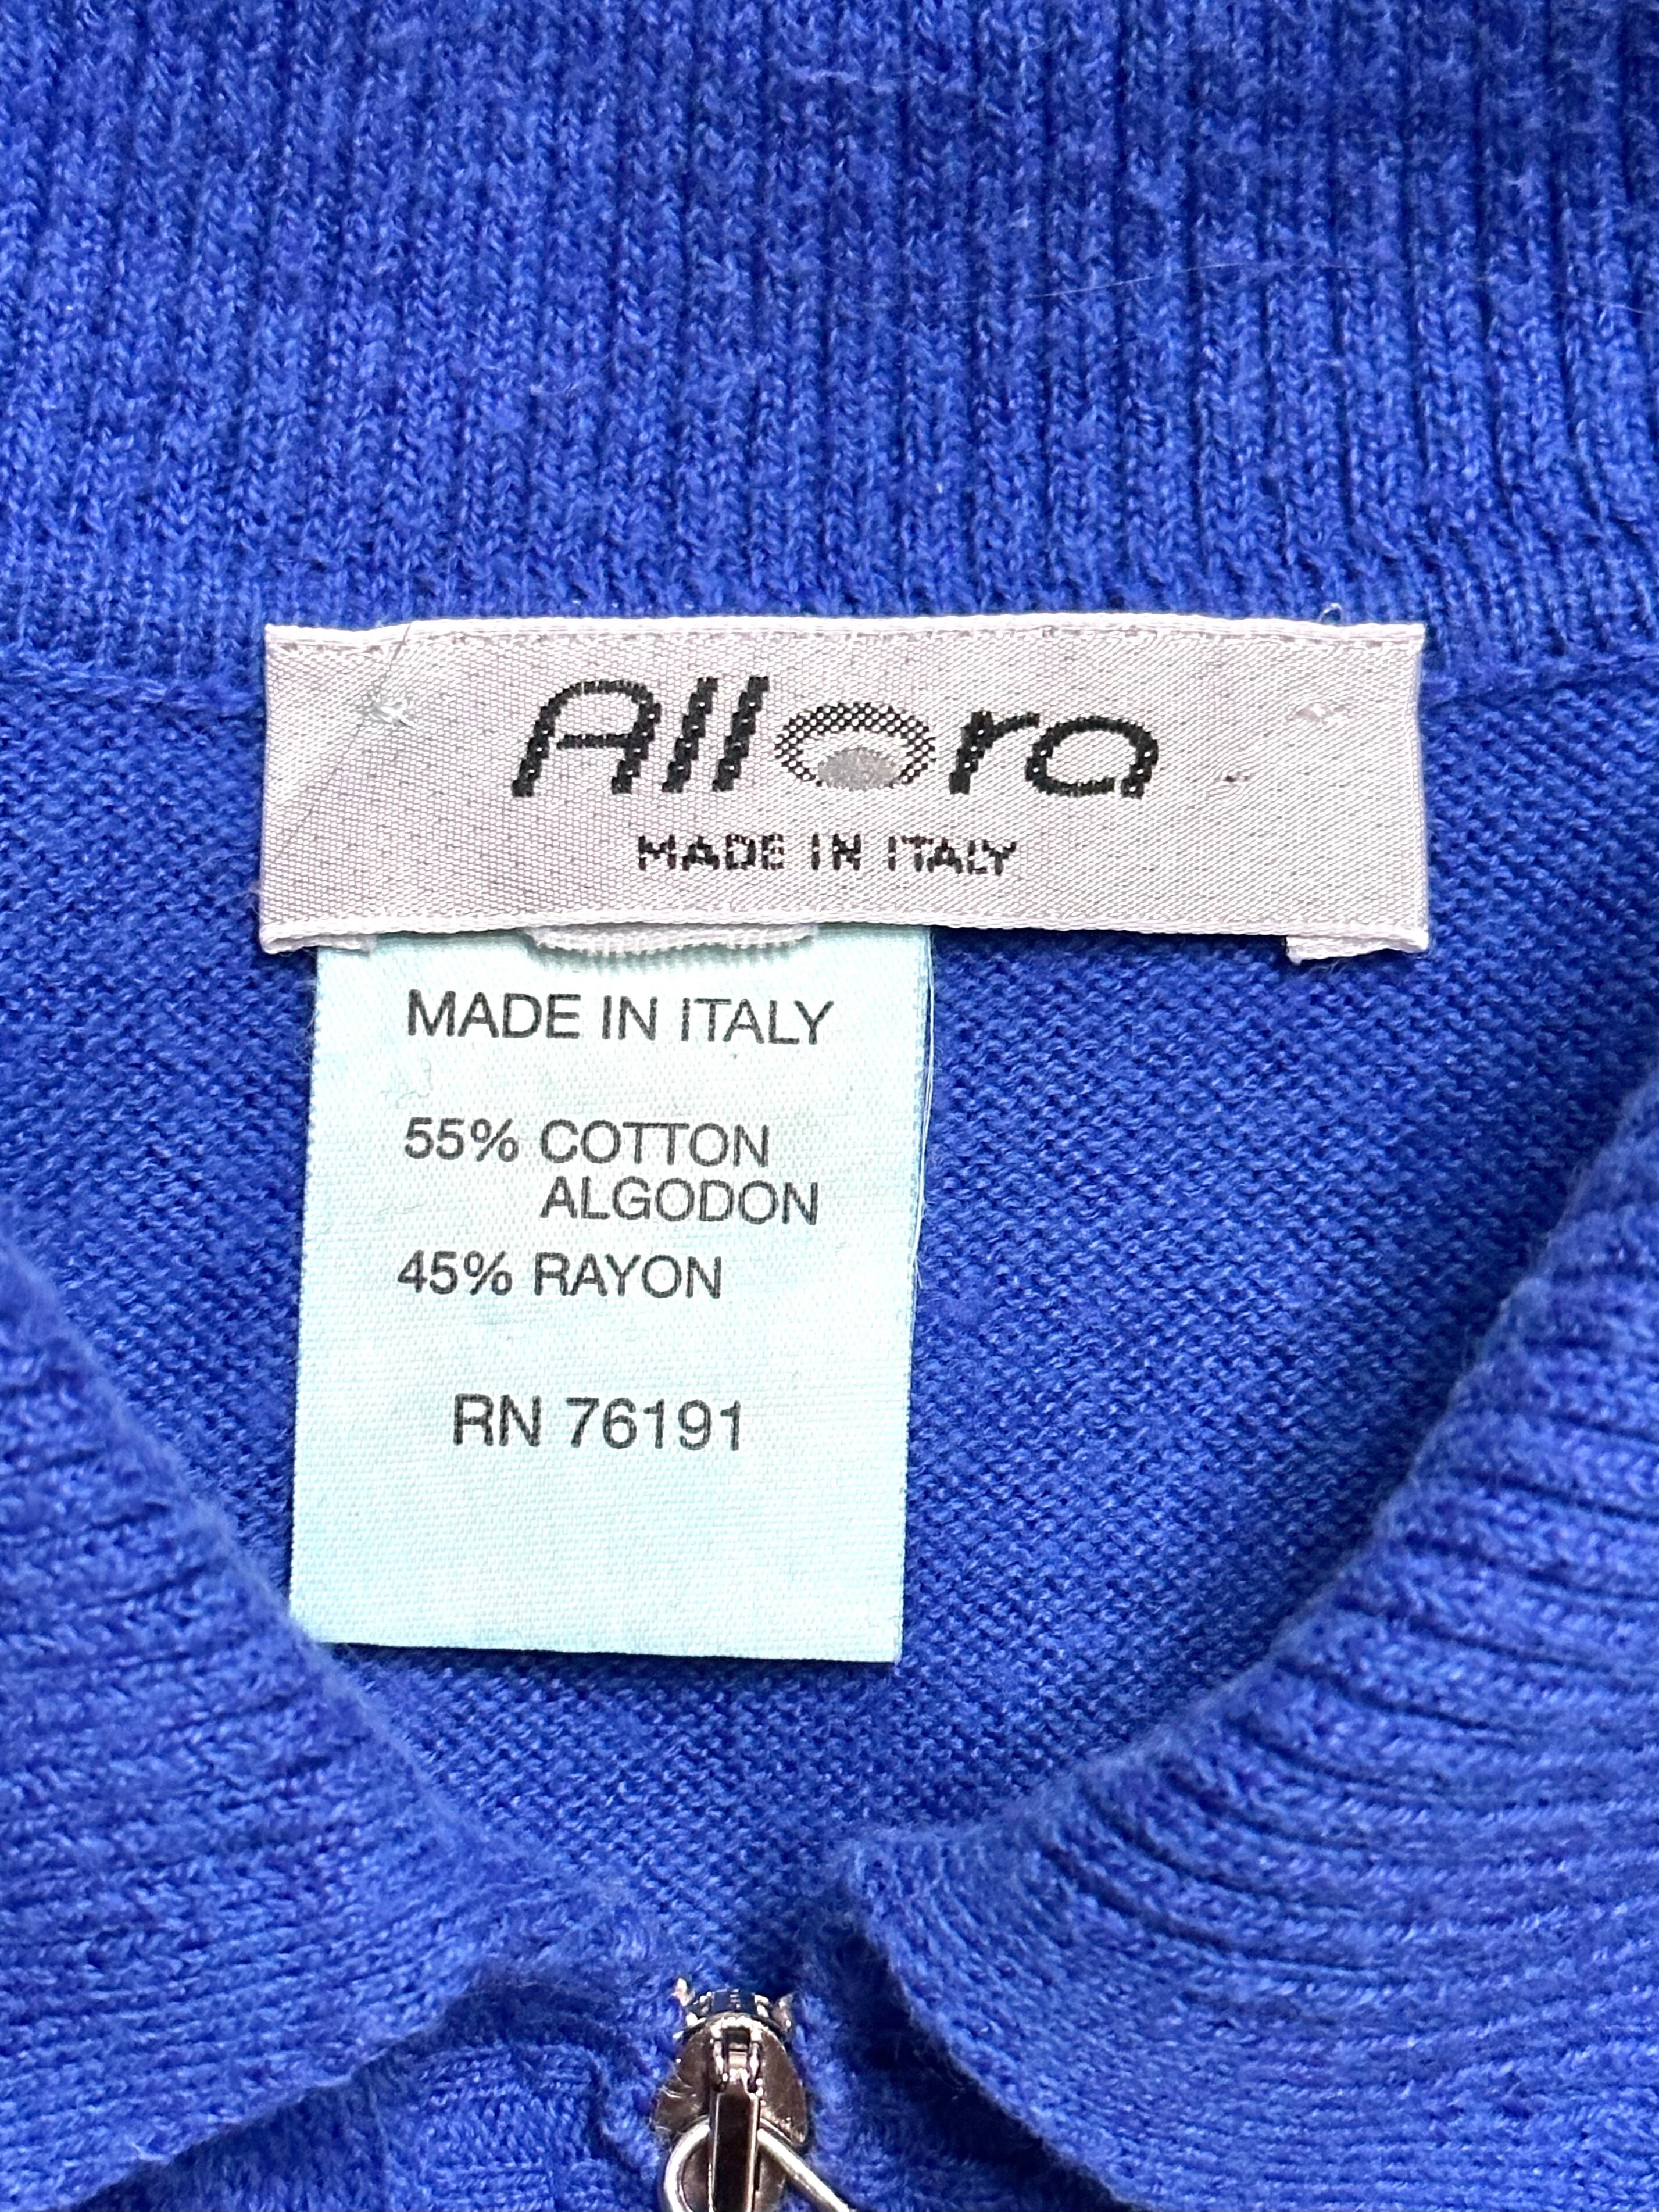 Allora
MADE IN ITALY
MADE IN ITALY
55% COTTON
ALGODON
45% RAYON
RN 76191